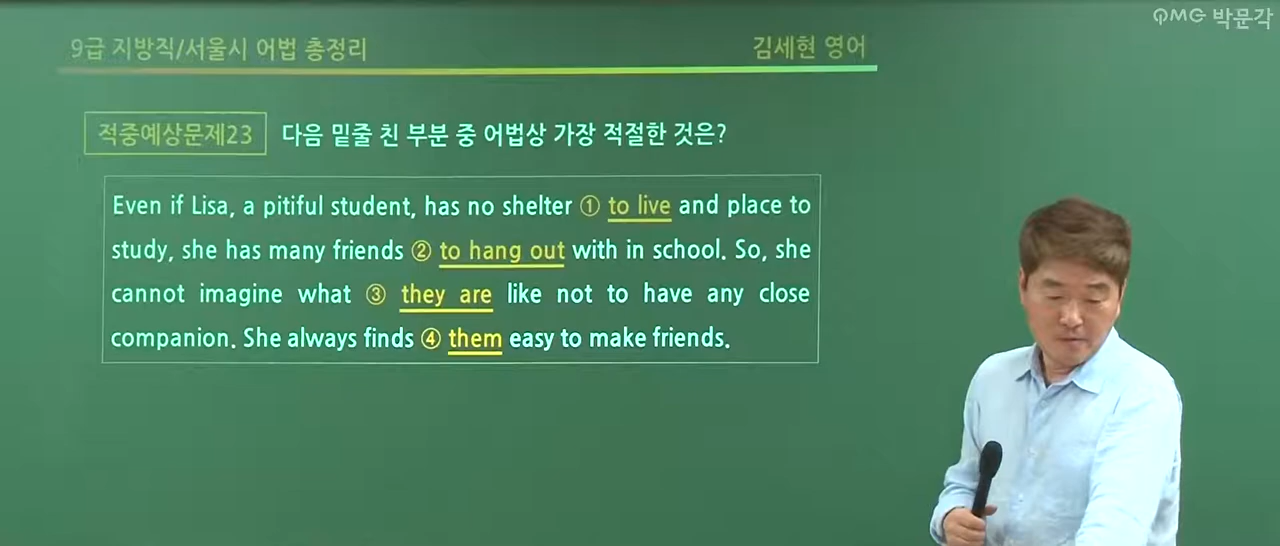 QMG 박문각
9급 지방직/서울시 어법 총정리
김세현 영어
적중예상문제23 다음 밑줄 친 부분 중 어법상 가장 적절한 것은?
Even if Lisa, a pitiful student, has no shelter ① to live and place to
study, she has many friends ② to hang out with in school. So, she
cannot imagine what ③ they are like not to have any close
companion. She always finds ④ them easy to make friends.